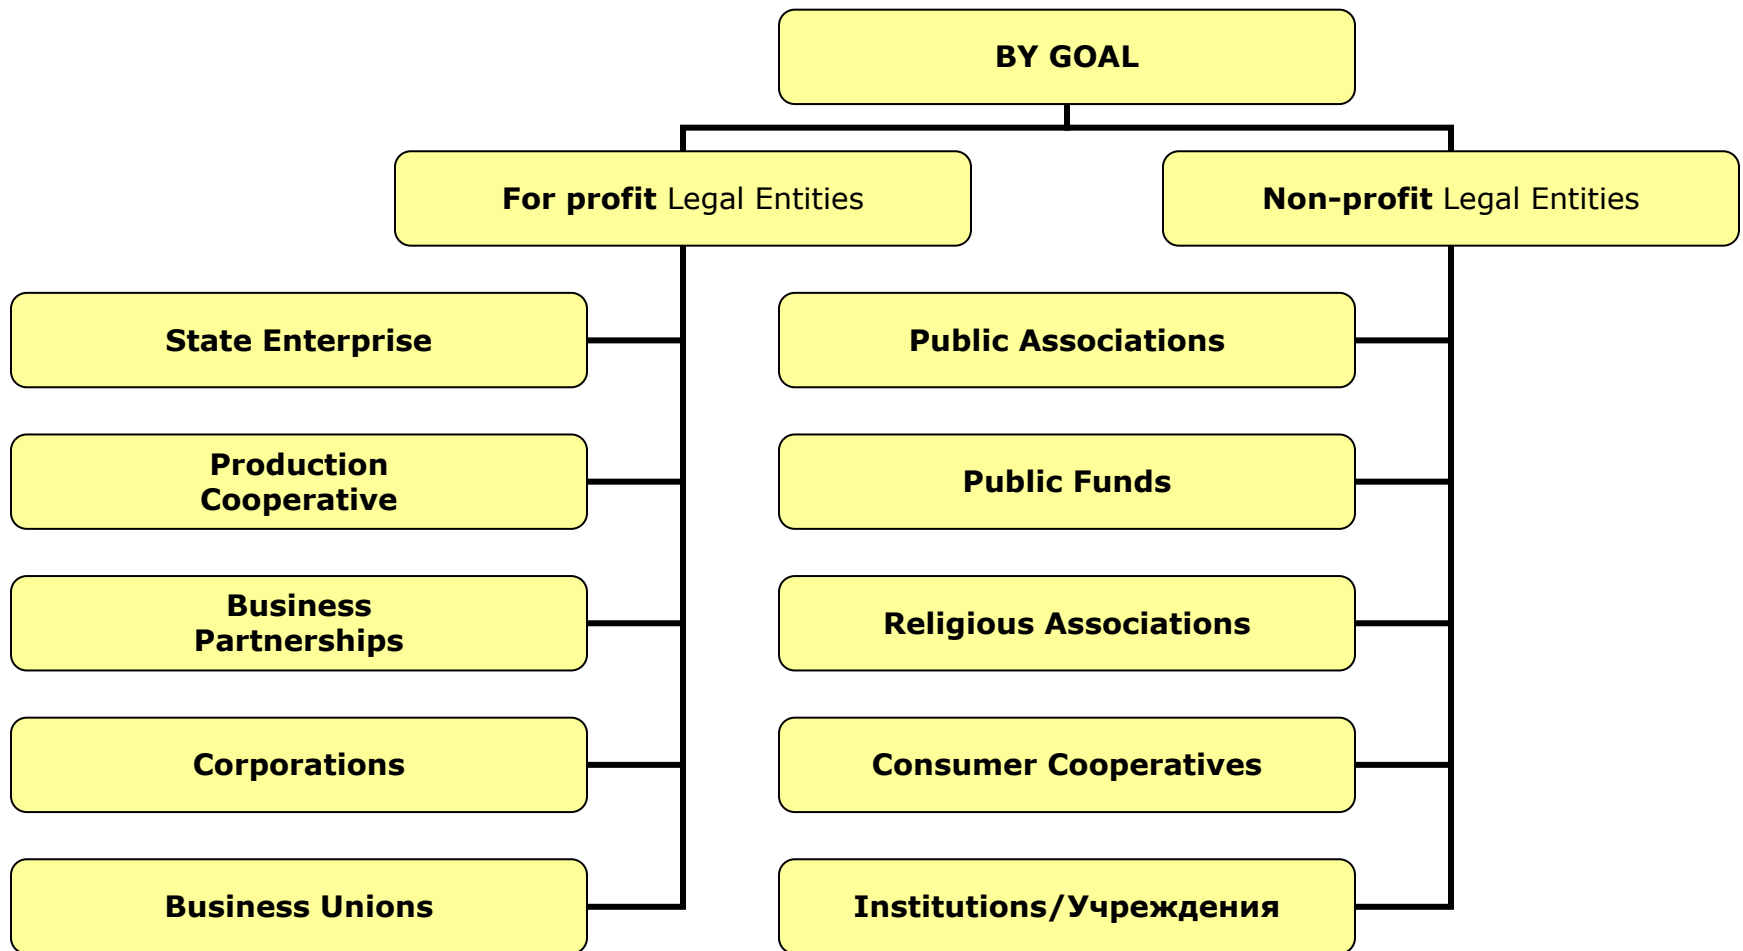 BY GOAL
For profit Legal Entities
Non-profit Legal Entities
State Enterprise
Production
Cooperative
Business
Partnerships
Corporations
Business Unions
Public Associations
Public Funds
Religious Associations
Consumer Cooperatives
Institutions/Учреждения